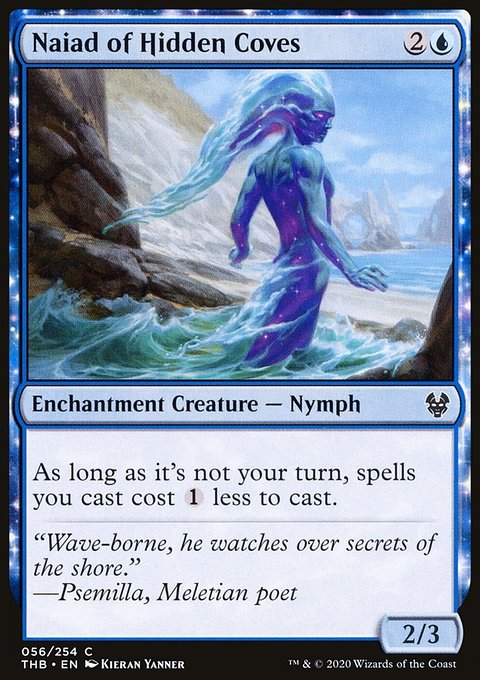 Naiad of Hidden Coves 2
Enchantment Creature — Nymph
As long as it's not your turn, spells
you cast cost 1 less to cast.
“Wave-borne, he watches over secrets of
the shore.”
—Psemilla, Meletian poet
2/3
056/254 C
THB • EN Kieran Yanner
™ & © 2020 Wizards of the Coast